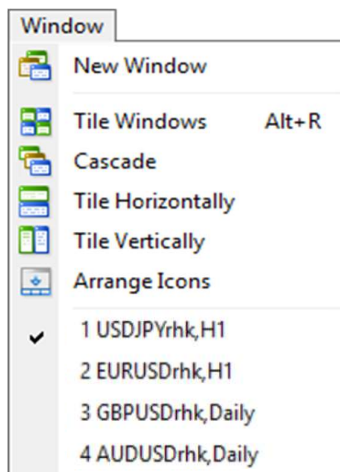 Window
New Window
Tile Windows Alt+R
Cascade
Tile Horizontally
Tile Vertically
Arrange Icons
1 USDJPYrhk,H1
2 EURUSDrhk,H1
3 GBPUSDrhk,Daily
4 AUDUSDrhk,Daily